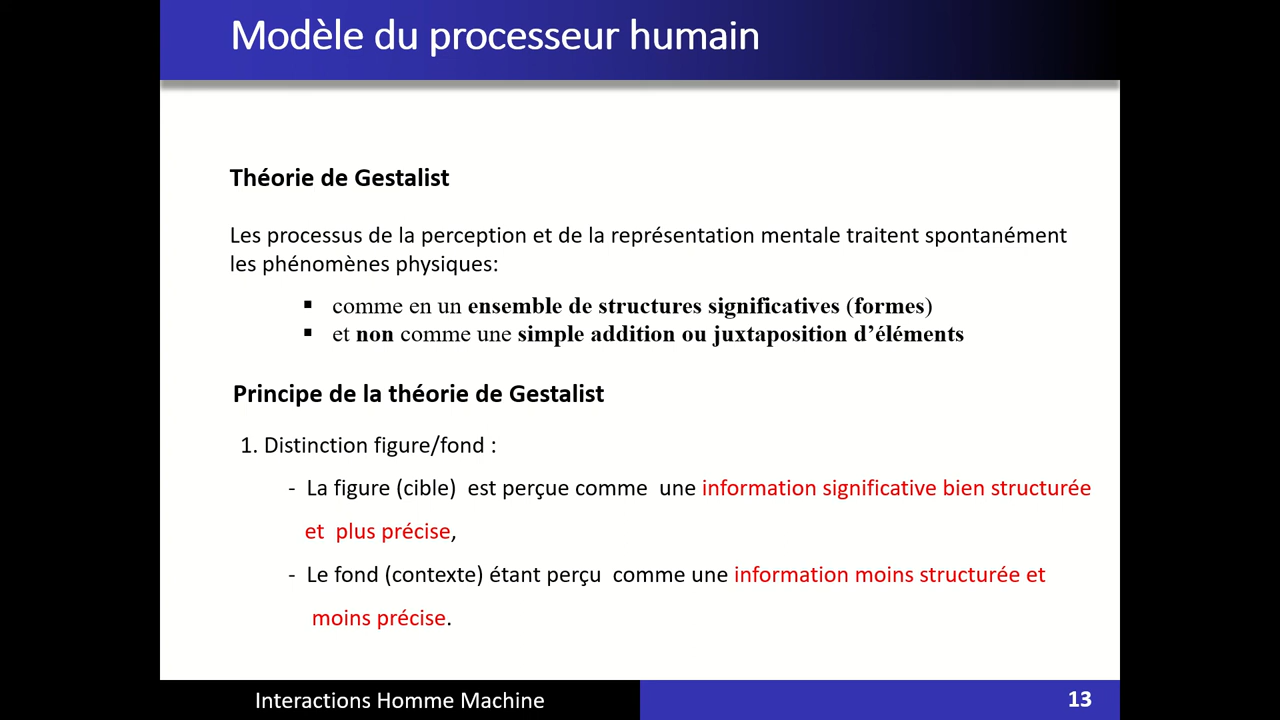 Modèle du processeur humain
Théorie de Gestalist
Les processus de la perception et de la représentation mentale traitent spontanément
les phénomènes physiques:
▪ comme en un ensemble de structures significatives (formes)
▪ et non comme une simple addition ou juxtaposition d’éléments
Principe de la théorie de Gestalist
1. Distinction figure/fond :
- La figure (cible) est perçue comme une information significative bien structurée
et plus précise,
- Le fond (contexte) étant perçu comme une information moins structurée et
moins précise.
Interactions Homme Machine
13